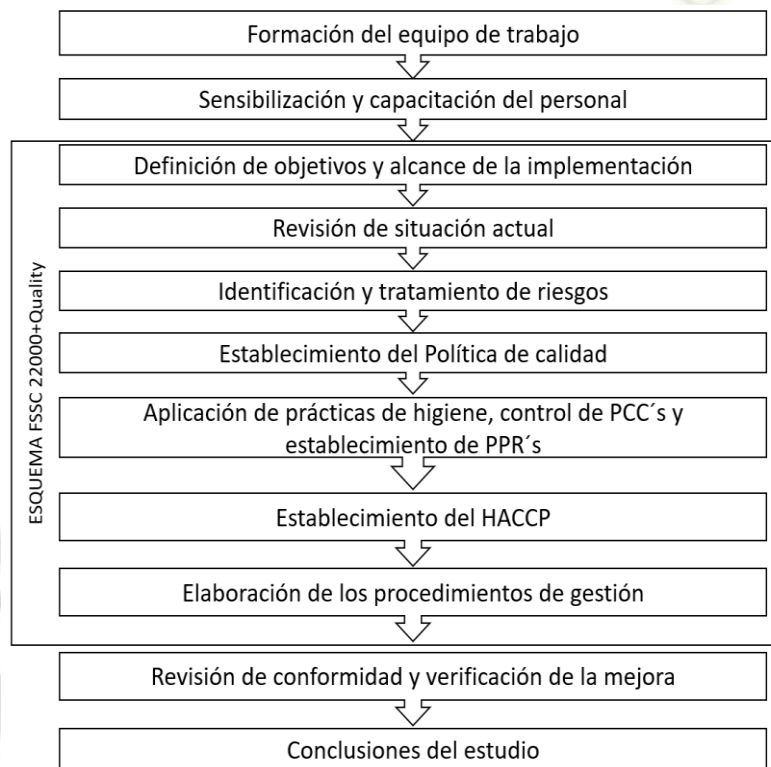 Formación del equipo de trabajo
Sensibilización y capacitación del personal
ESQUEMA FSSC 22000+Quality
Definición de objetivos y alcance de la implementación
Revisión de situación actual
Identificación y tratamiento de riesgos
Establecimiento del Política de calidad
Aplicación de prácticas de higiene, control de PCC´s y
establecimiento de PPR´s
Establecimiento del HACCP
Elaboración de los procedimientos de gestión
Revisión de conformidad y verificación de la mejora
Conclusiones del estudio